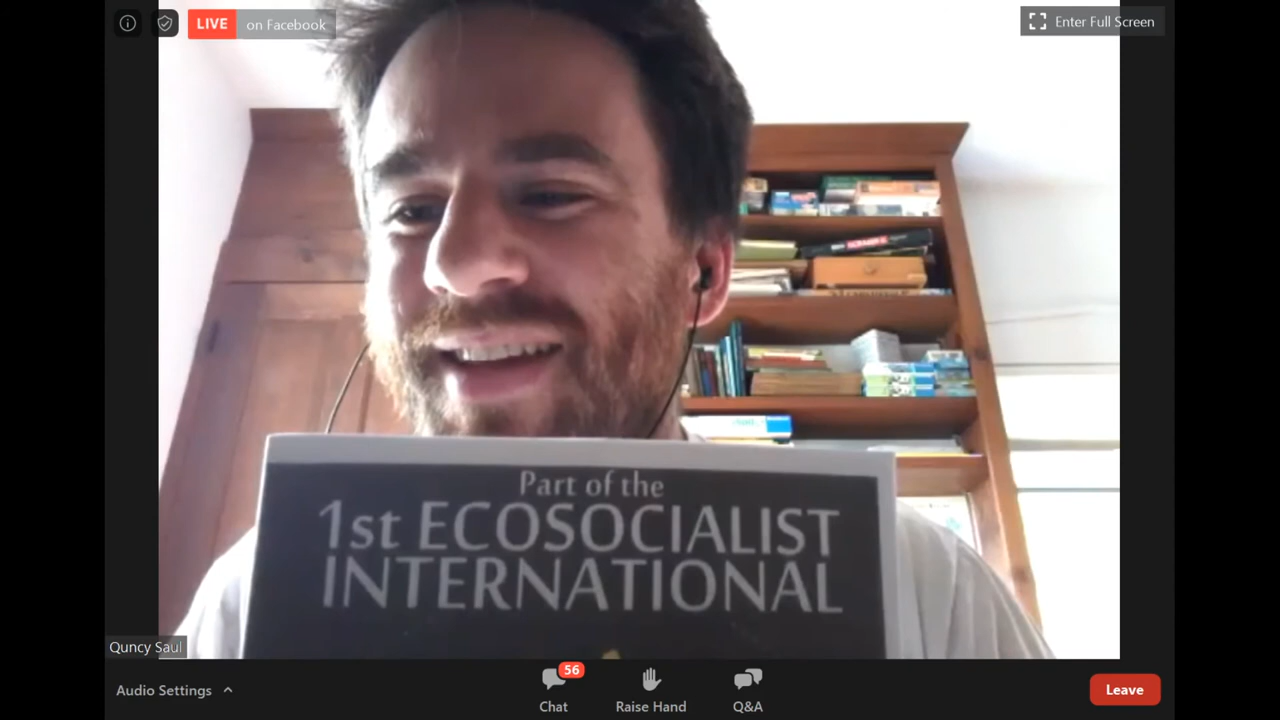 LIVE on Facebook
Enter Full Screen
Part of the
1st ECOSOCIALIST
INTERNATIONAL
Quncy Saul
Audio Settings
56
Chat
Raise Hand
Q&A
Leave